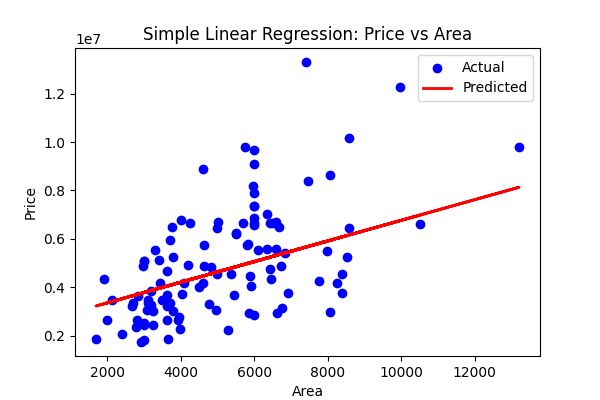 Simple Linear Regression: Price vs Area
1e7
Actual
Predicted
1.2
1.0
0.8
0.6
0.4
0.2
Price
2000 4000 6000 8000 10000 12000
Area